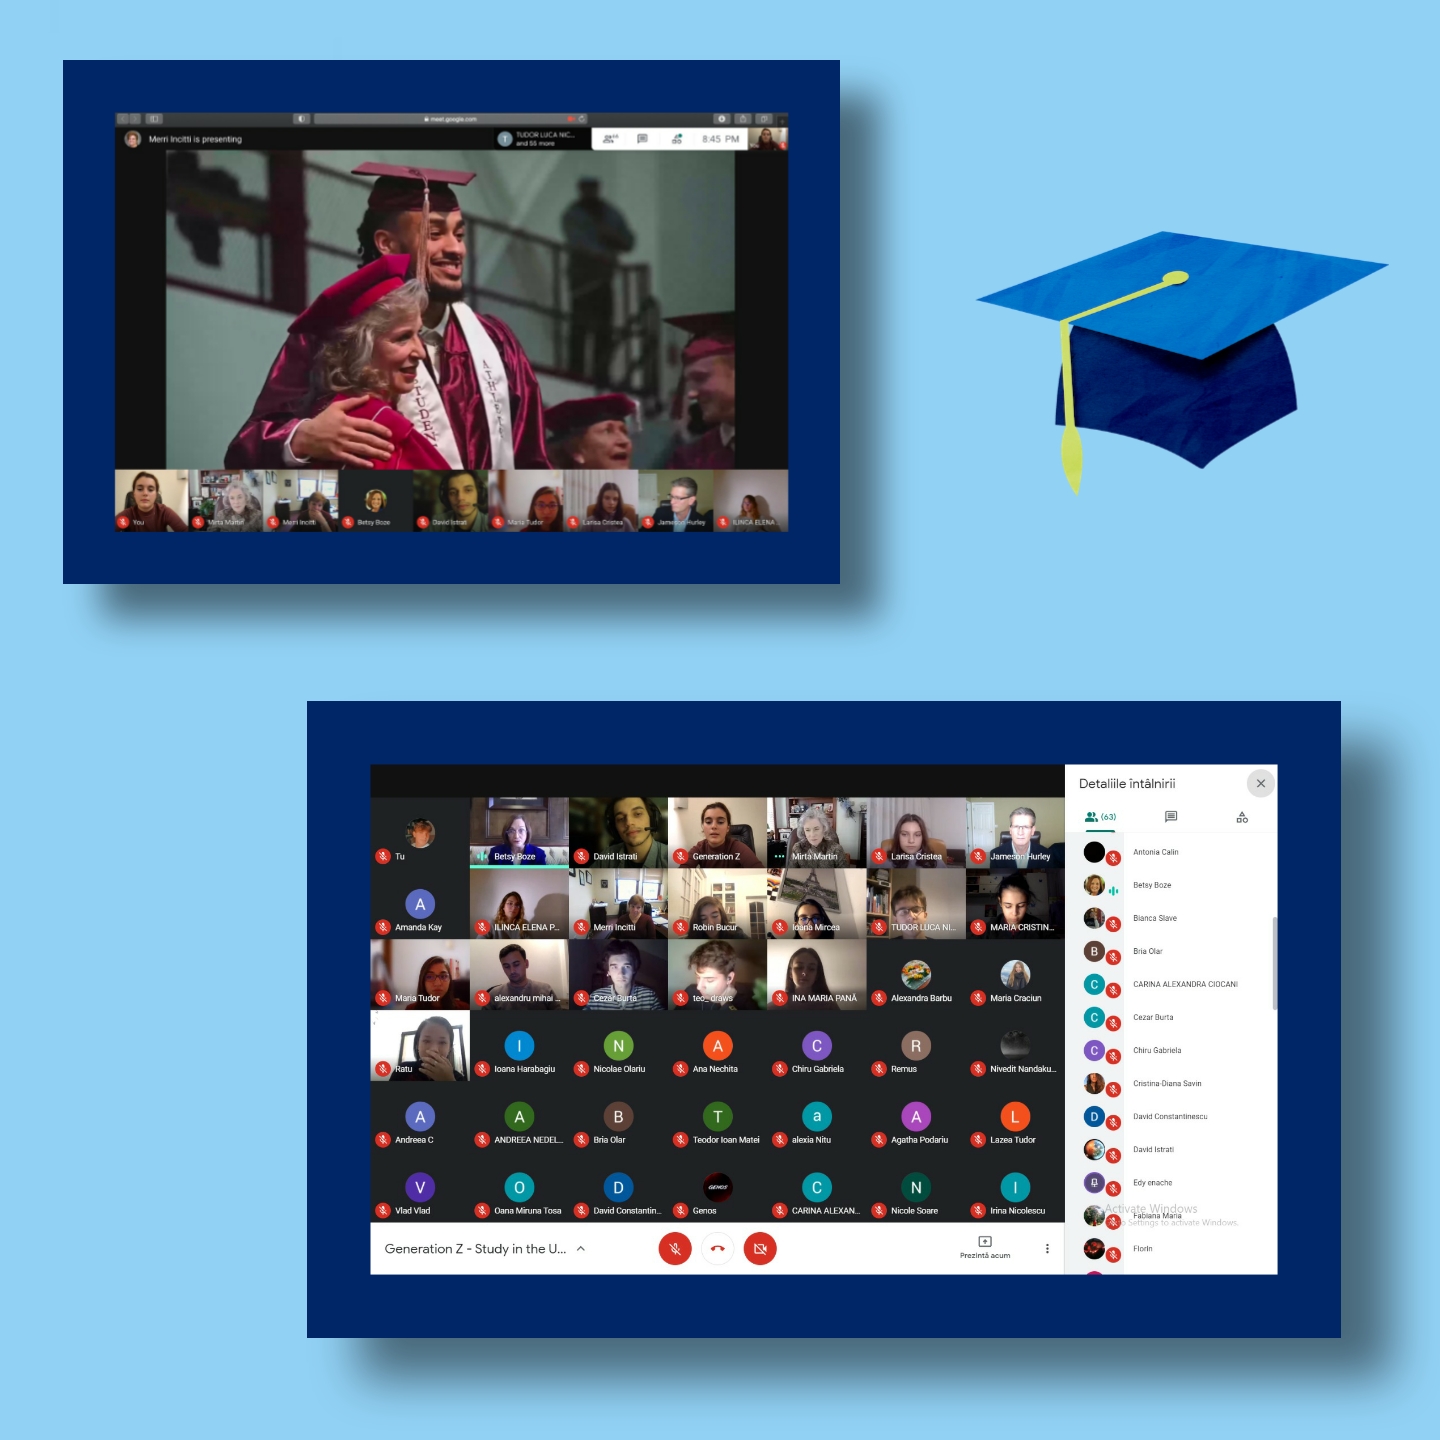 meet.google.com
Merri Incitti is presenting
T
TUDOR LUCA NIC...
and 55 more
66
8:45 PM
STUDENT
ATHLETE
You
Mirta Martin
Merri Incitti
Betsy Boze
David Istrati
Maria Tudor
Larisa Cristea
Jameson Hurley
ILINCA ELENA ...
Detaliile întâlnirii
(63)
Tu
Betsy Boze
David Istrati
Generation Z
Mirta Martin
Larisa Cristea
Jameson Hurley
A
Amanda Kay
ILINCA ELENA P...
Merri Incitti
Robin Bucur
Ioana Mircea
TUDOR LUCA NI...
MARIA CRISTIN...
Maria Tudor
alexandru mihai ...
Cezar Burta
teo_draws
INA MARIA PANĂ
Alexandra Barbu
Maria Craciun
Ratu
I
Ioana Harabagiu
N
Nicolae Olariu
A
Ana Nechita
C
Chiru Gabriela
R
Remus
Nivedit Nandaku...
A
Andreea C
A
ANDREEA NEDEL...
B
Bria Olar
T
Teodor Ioan Matei
a
alexia Nitu
A
Agatha Podariu
L
Lazea Tudor
V
Vlad Vlad
O
Oana Miruna Tosa
D
David Constantin...
GENOS
Genos
C
CARINA ALEXAN...
N
Nicole Soare
I
Irina Nicolescu
Antonia Calin
Betsy Boze
Bianca Slave
B
Bria Olar
C
CARINA ALEXANDRA CIOCANI
C
Cezar Burta
C
Chiru Gabriela
Cristina-Diana Savin
D
David Constantinescu
David Istrati
Edy enache
Activate Windows
Fabiana Maria
Settings to activate Windows.
Florin
Generation Z - Study in the U...
Prezintă acum